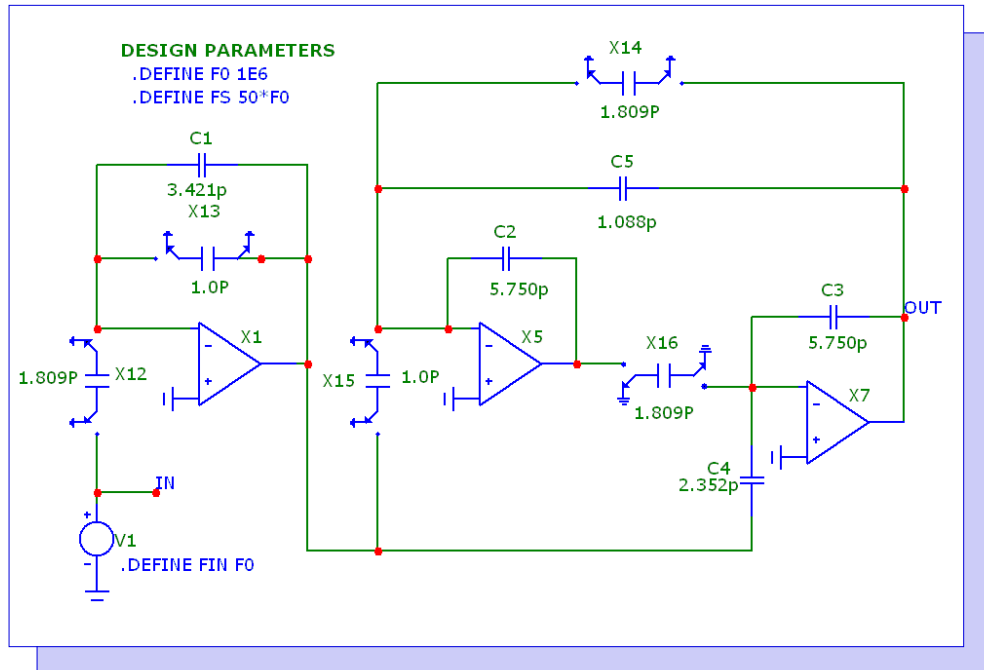 DESIGN PARAMETERS
.DEFINE F0 1E6
.DEFINE FS 50*F0
X14
1.809P
C1
3.421p
C5
1.088p
X13
1.0P
C2
5.750p
C3
5.750p
OUT
X1
X5
X16
1.809P
X12
X15
1.0P
1.809P
X7
C4
2.352p
IN
V1
.DEFINE FIN F0